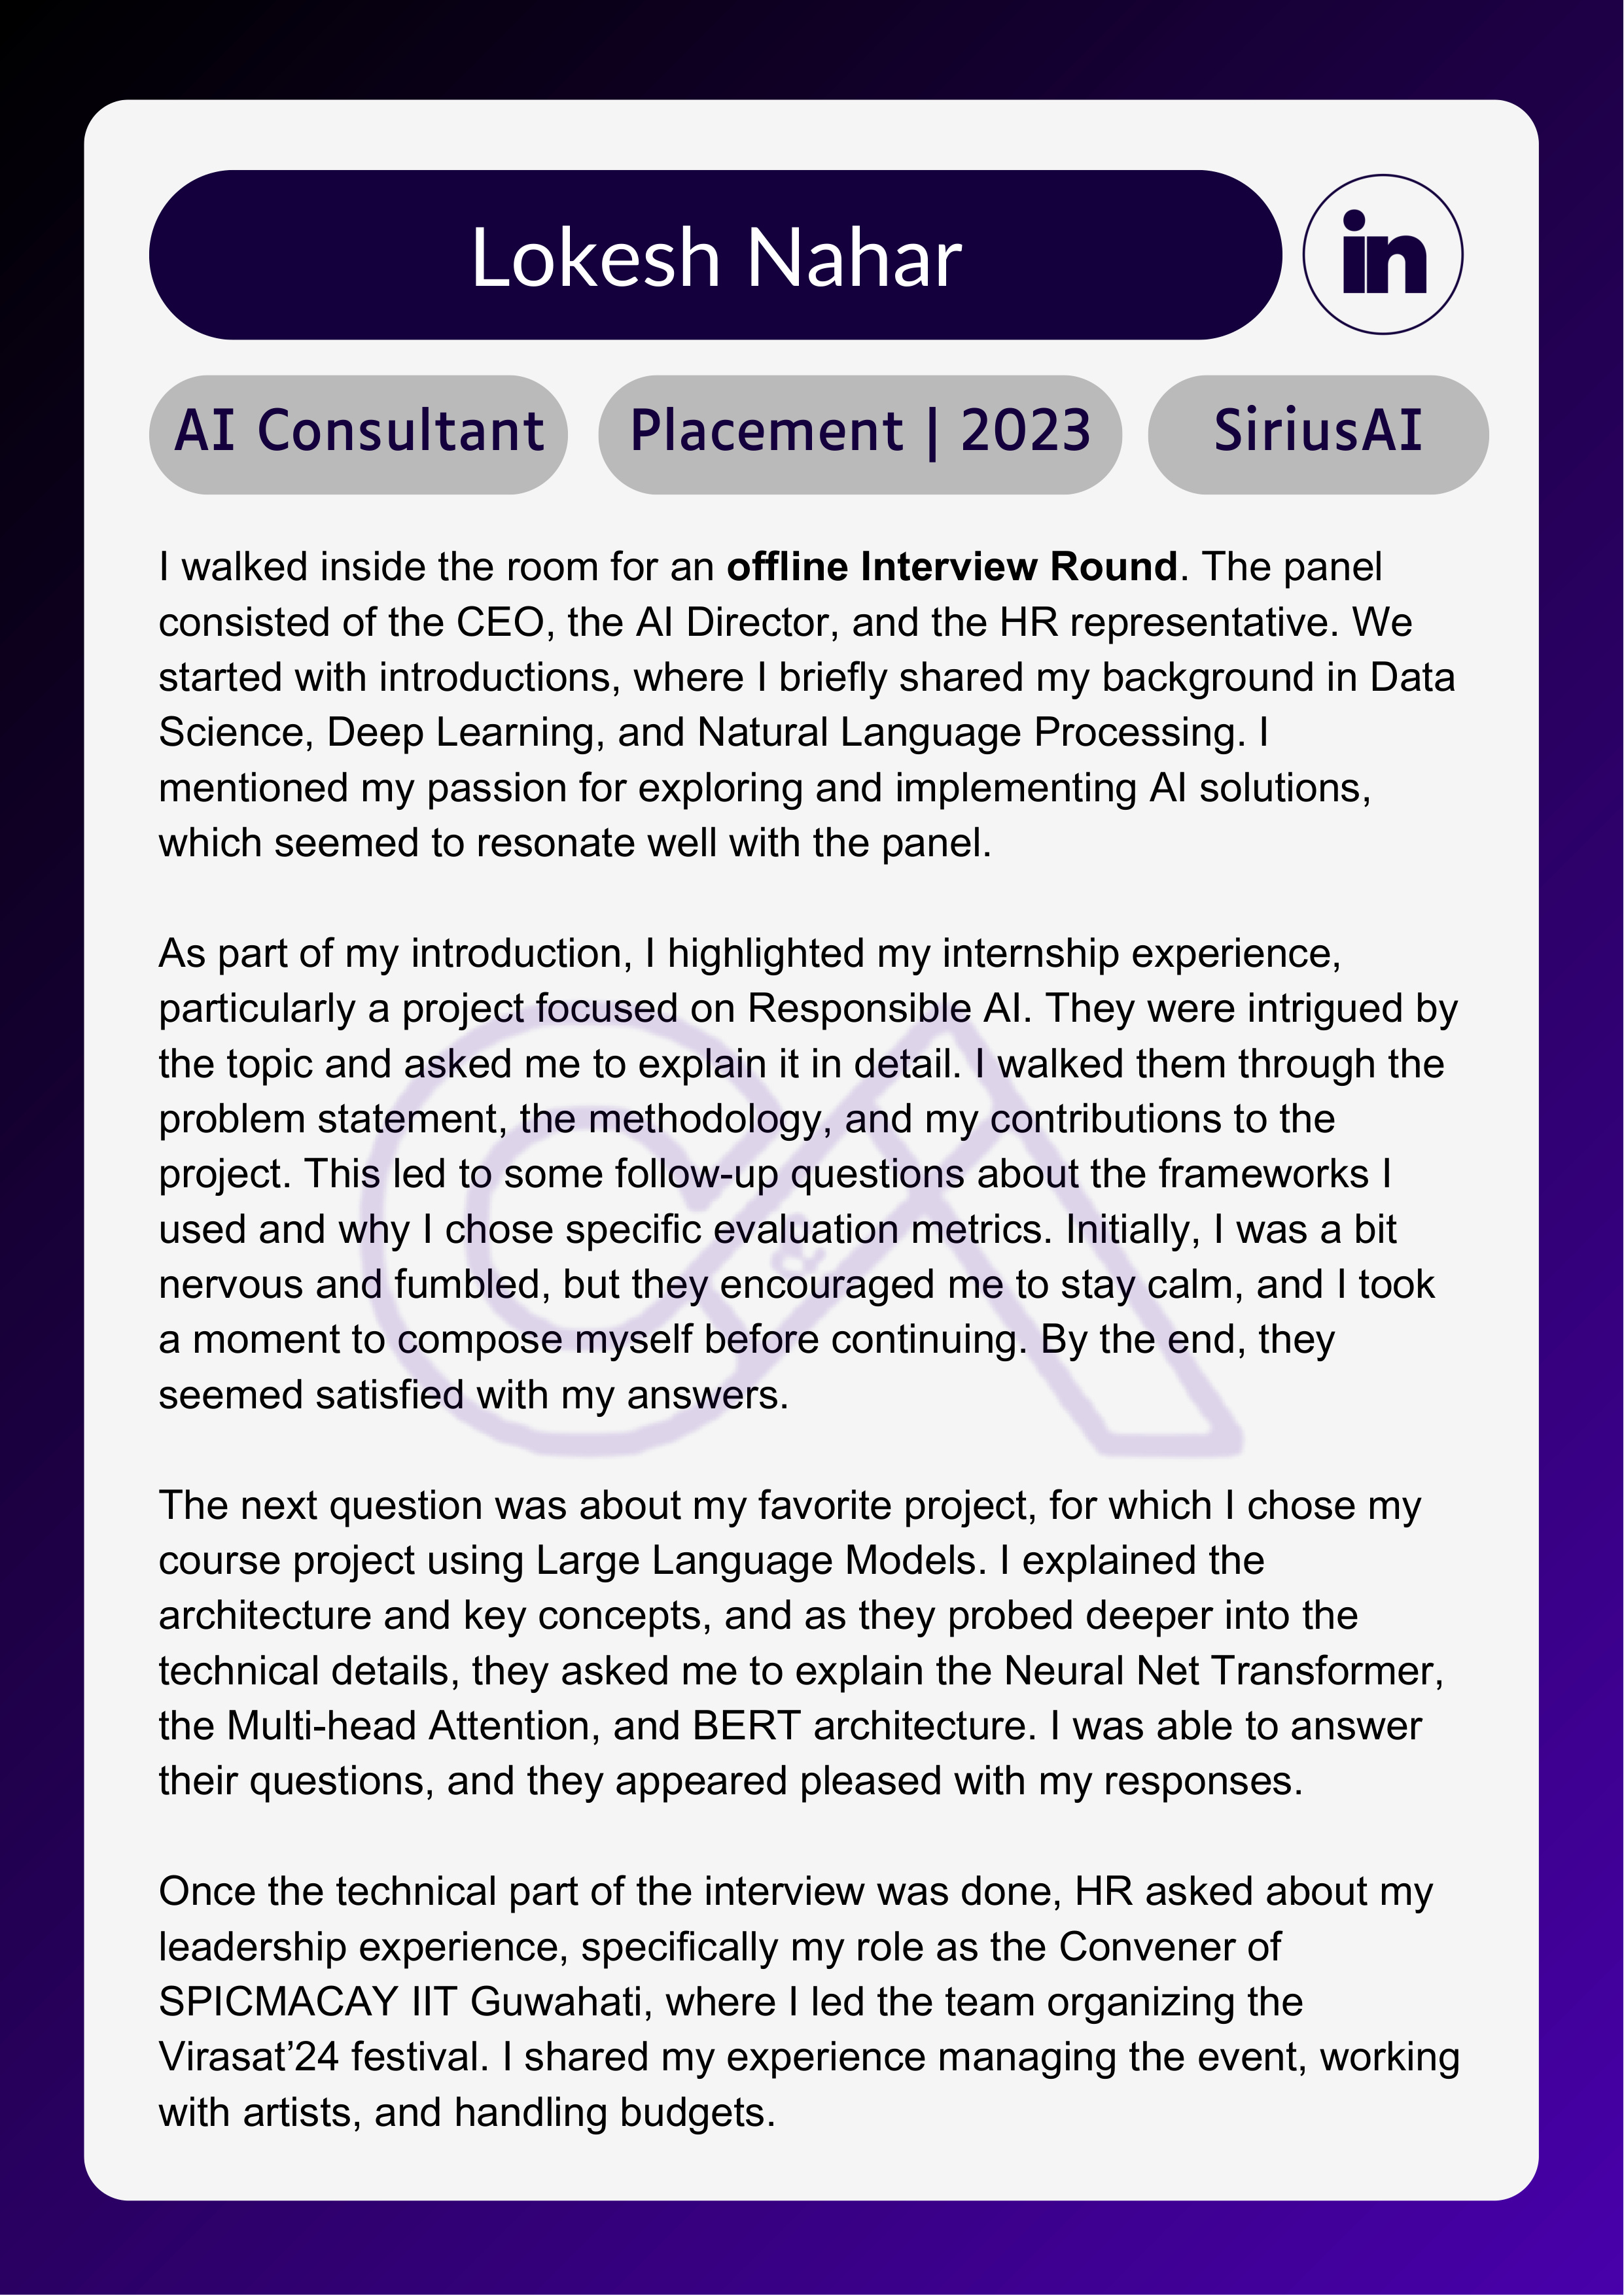 Lokesh Nahar
in
AI Consultant
Placement | 2023
SiriusAI
I walked inside the room for an offline Interview Round. The panel
consisted of the CEO, the AI Director, and the HR representative. We
started with introductions, where I briefly shared my background in Data
Science, Deep Learning, and Natural Language Processing. I
mentioned my passion for exploring and implementing AI solutions,
which seemed to resonate well with the panel.
As part of my introduction, I highlighted my internship experience,
particularly a project focused on Responsible AI. They were intrigued by
the topic and asked me to explain it in detail. I walked them through the
problem statement, the methodology, and my contributions to the
project. This led to some follow-up questions about the frameworks I
used and why I chose specific evaluation metrics. Initially, I was a bit
nervous and fumbled, but they encouraged me to stay calm, and I took
a moment to compose myself before continuing. By the end, they
seemed satisfied with my answers.
C&A
The next question was about my favorite project, for which I chose my
course project using Large Language Models. I explained the
architecture and key concepts, and as they probed deeper into the
technical details, they asked me to explain the Neural Net Transformer,
the Multi-head Attention, and BERT architecture. I was able to answer
their questions, and they appeared pleased with my responses.
Once the technical part of the interview was done, HR asked about my
leadership experience, specifically my role as the Convener of
SPICMACAY IIT Guwahati, where I led the team organizing the
Virasat’24 festival. I shared my experience managing the event, working
with artists, and handling budgets.